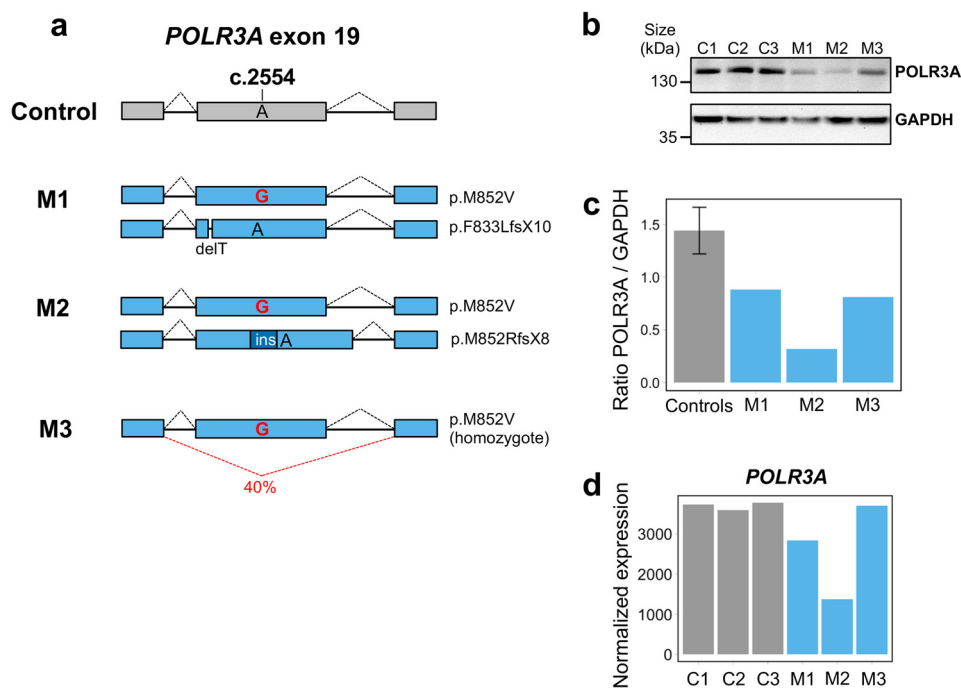 a
POLR3A exon 19
c.2554
Control
A
M1
G
p.M852V
A
p.F833LfsX10
delT
M2
G
p.M852V
ins A
p.M852RfsX8
M3
G
p.M852V
(homozygote)
40%
b
Size
(kDa)
C1 C2 C3 M1 M2 M3
130
POLR3A
35
GAPDH
c
Ratio POLR3A / GAPDH
1.5
1.0
0.5
0.0
Controls M1 M2 M3
d
POLR3A
Normalized expression
3000
2000
1000
0
C1 C2 C3 M1 M2 M3